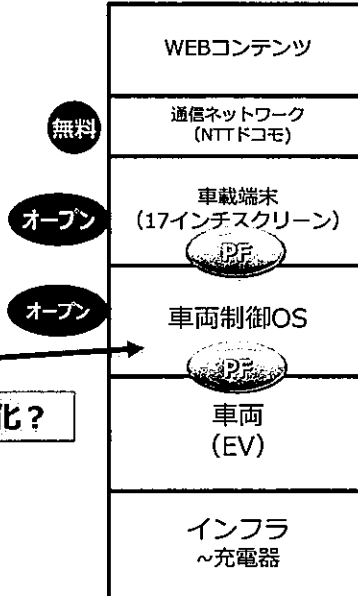 WEBコンテンツ
無料
通信ネットワーク
(NTTドコモ)
オープン
車載端末
(17インチスクリーン)
PF
オープン
車両制御OS
PF
化？
車両
(EV)
インフラ
~充電器